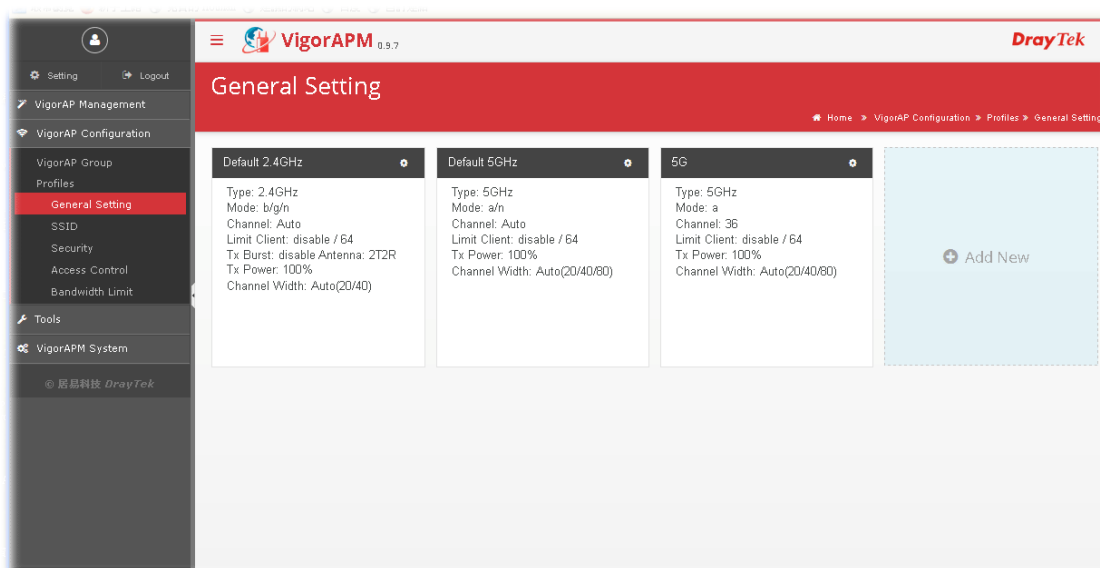 VigorAPM 0.9.7
DrayTek
Setting
Logout
General Setting
Home » VigorAP Configuration » Profiles » General Setting
VigorAP Management
VigorAP Configuration
VigorAP Group
Profiles
General Setting
SSID
Security
Access Control
Bandwidth Limit
Tools
VigorAPM System
© 居易科技 DrayTek
Default 2.4GHz
Type: 2.4GHz
Mode: b/g/n
Channel: Auto
Limit Client: disable / 64
Tx Burst: disable Antenna: 2T2R
Tx Power: 100%
Channel Width: Auto(20/40)
Default 5GHz
Type: 5GHz
Mode: a/n
Channel: Auto
Limit Client: disable / 64
Tx Power: 100%
Channel Width: Auto(20/40/80)
5G
Type: 5GHz
Mode: a
Channel: 36
Limit Client: disable / 64
Tx Power: 100%
Channel Width: Auto(20/40/80)
Add New